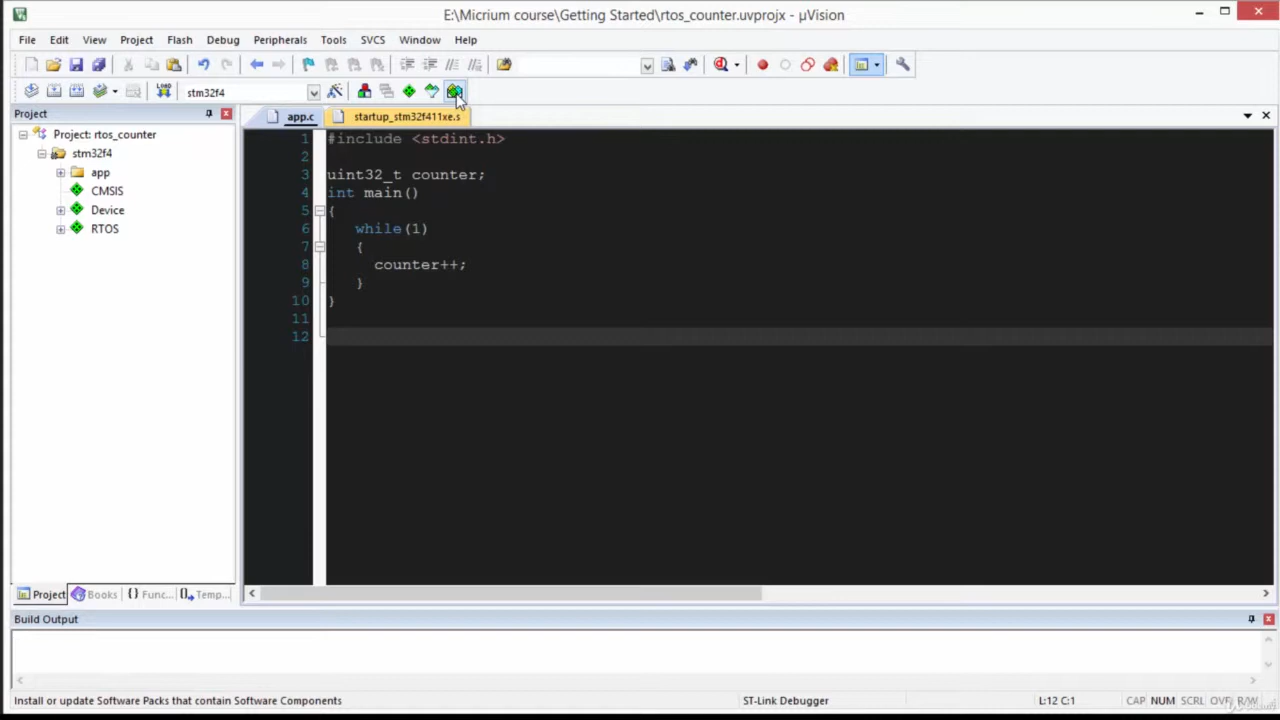 E:\Micrium course\Getting Started\rtos_counter.uvprojx - µVision
File Edit View Project Flash Debug Peripherals Tools SVCS Window Help
LOAD stm32f4
Project
app.c startup_stm32f411xe.s
Project: rtos_counter
stm32f4
app
CMSIS
Device
RTOS
1 #include <stdint.h>
2
3 uint32_t counter;
4 int main()
5 {
6 while(1)
7 {
8 counter++;
9 }
10 }
11
12
Project Books {} Func... Temp...
Build Output
Install or update Software Packs that contain Software Components ST-Link Debugger L:12 C:1 CAP NUM SCRL OVR R/W